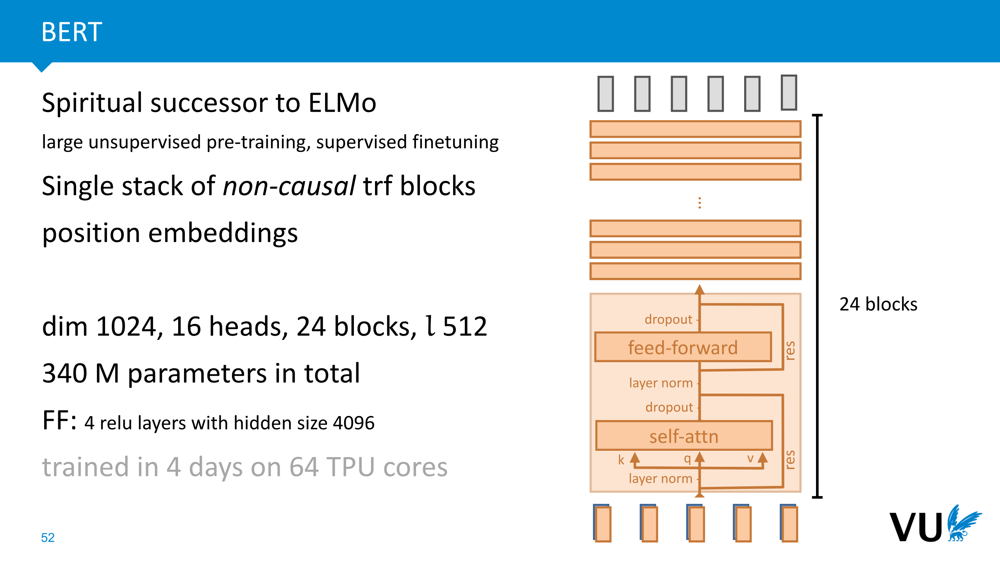 BERT
Spiritual successor to ELMo
large unsupervised pre-training, supervised finetuning
Single stack of non-causal trf blocks
position embeddings
dim 1024, 16 heads, 24 blocks, l 512
340 M parameters in total
FF: 4 relu layers with hidden size 4096
trained in 4 days on 64 TPU cores
...
24 blocks
dropout
feed-forward
res
layer norm
dropout
self-attn
k q v
res
layer norm
52
VU